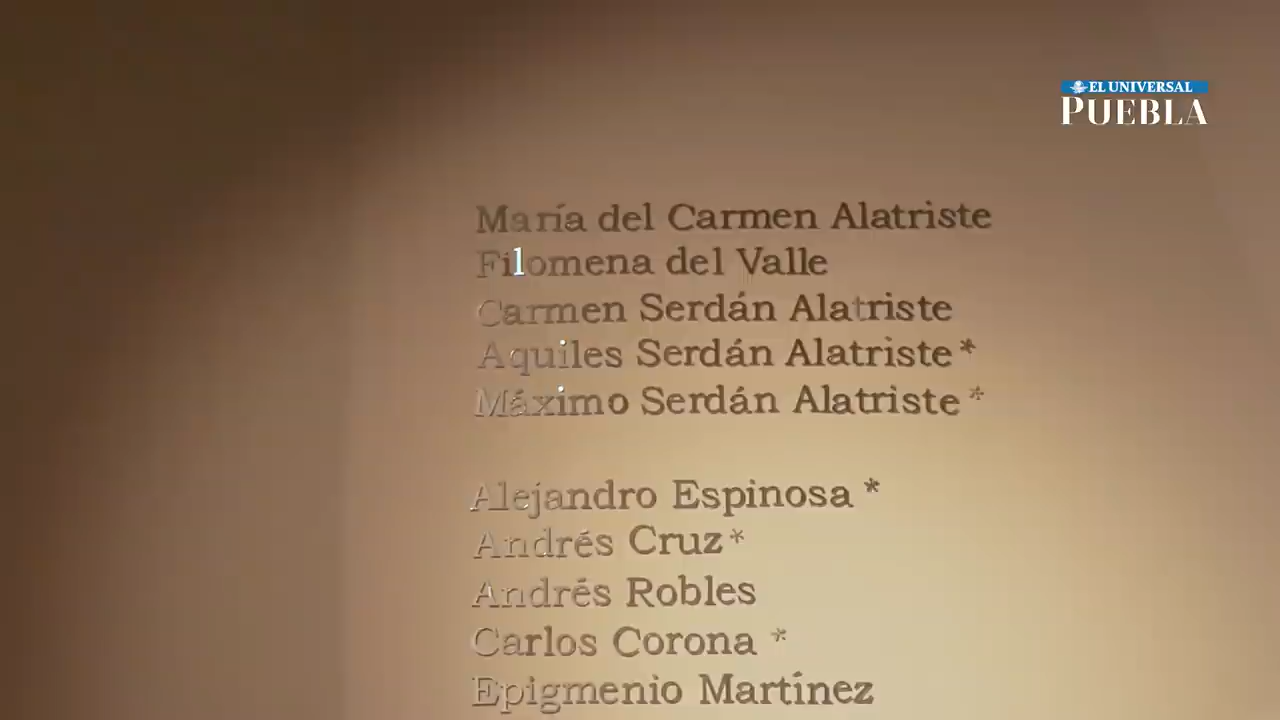 EL UNIVERSAL
PUEBLA
María del Carmen Alatriste
Filomena del Valle
Carmen Serdán Alatriste
Aquiles Serdán Alatriste *
Máximo Serdán Alatriste *
Alejandro Espinosa *
Andrés Cruz *
Andrés Robles
Carlos Corona *
Epigmenio Martínez